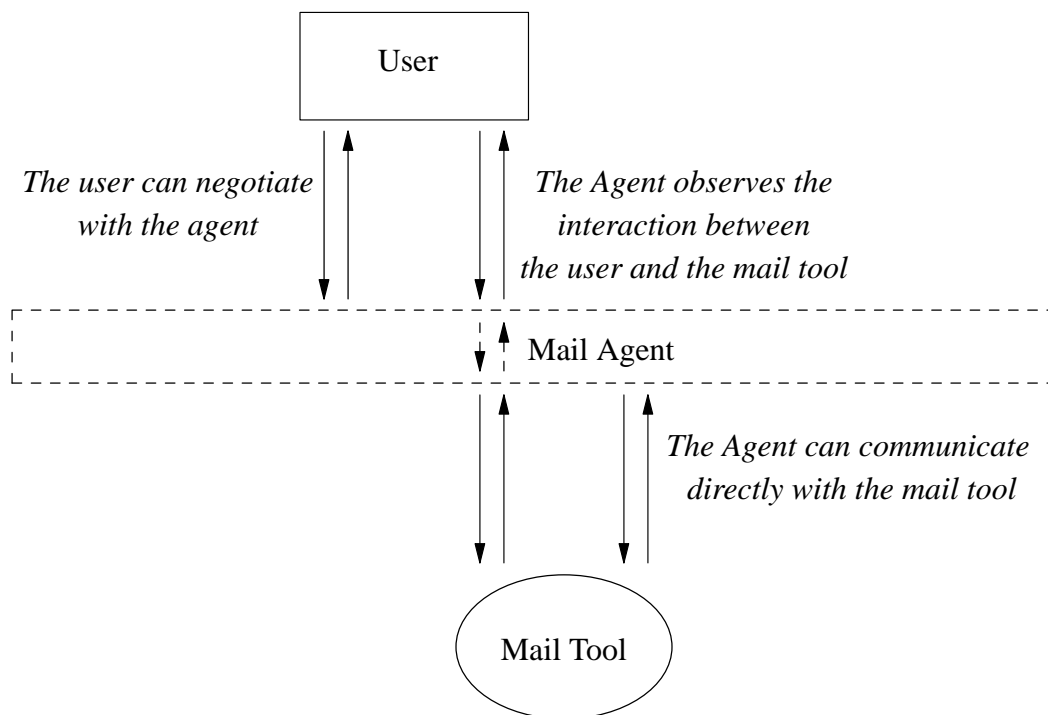 User
The user can negotiate
with the agent
The Agent observes the
interaction between
the user and the mail tool
Mail Agent
The Agent can communicate
directly with the mail tool
Mail Tool